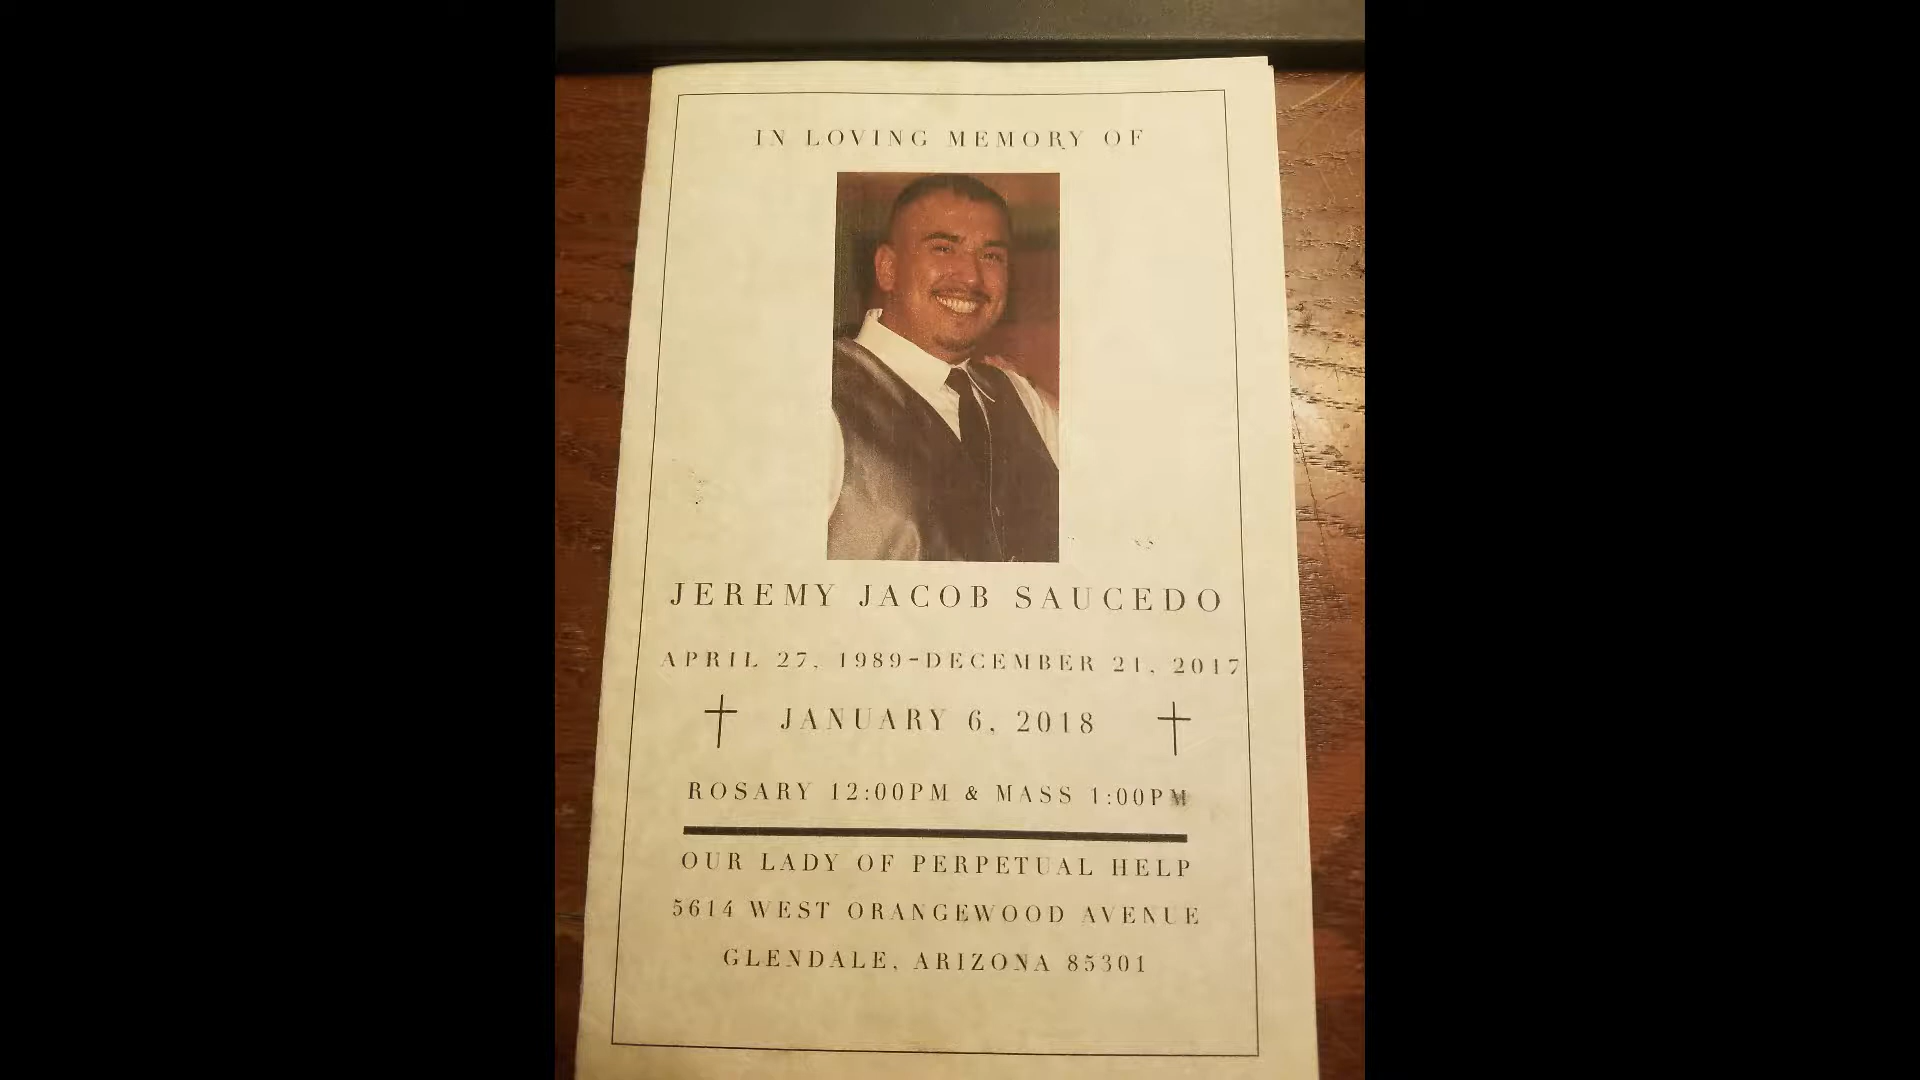 IN LOVING MEMORY OF
JEREMY JACOB SAUCEDO
APRIL 27, 1989-DECEMBER 21, 2017
JANUARY 6, 2018
ROSARY 12:00PM & MASS 1:00PM
OUR LADY OF PERPETUAL HELP
5614 WEST ORANGEWOOD AVENUE
GLENDALE, ARIZONA 85301